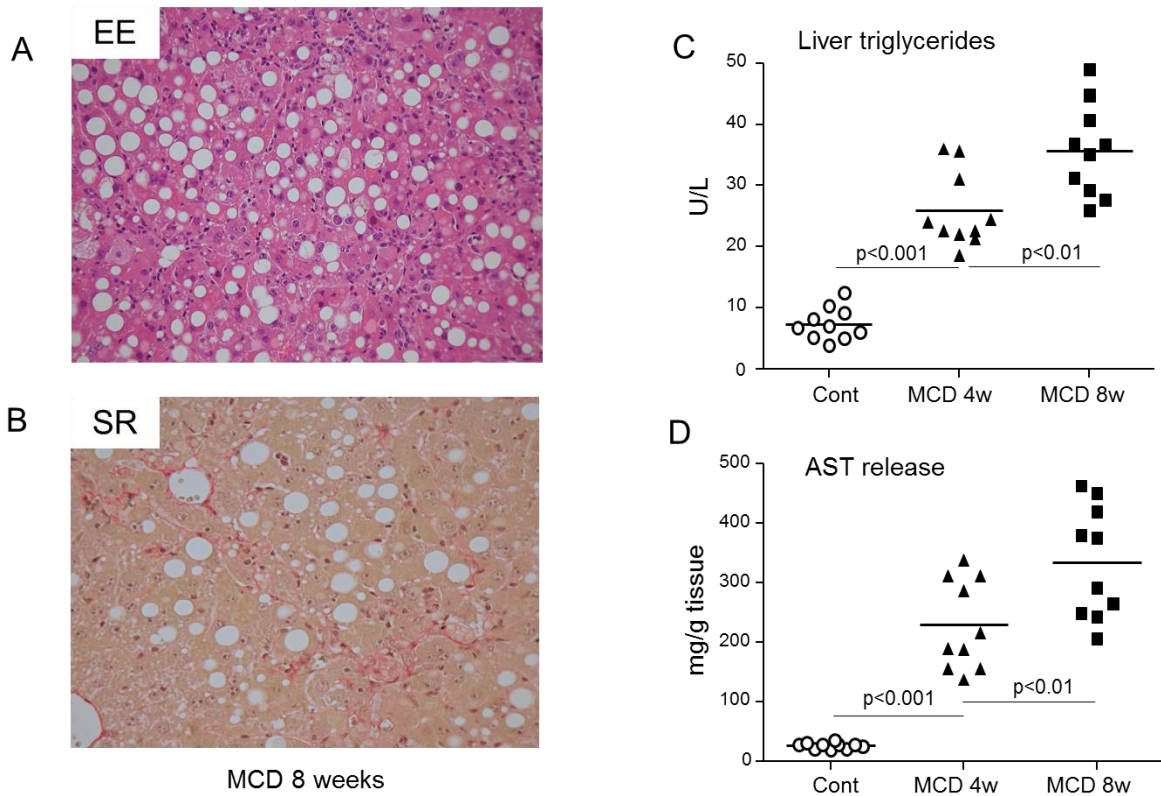 A
EE
B
SR
MCD 8 weeks
C
Liver triglycerides
U/L
50
40
30
20
10
0
p<0.001
p<0.01
Cont
MCD 4w
MCD 8w
D
AST release
mg/g tissue
500
400
300
200
100
0
p<0.001
p<0.01
Cont
MCD 4w
MCD 8w